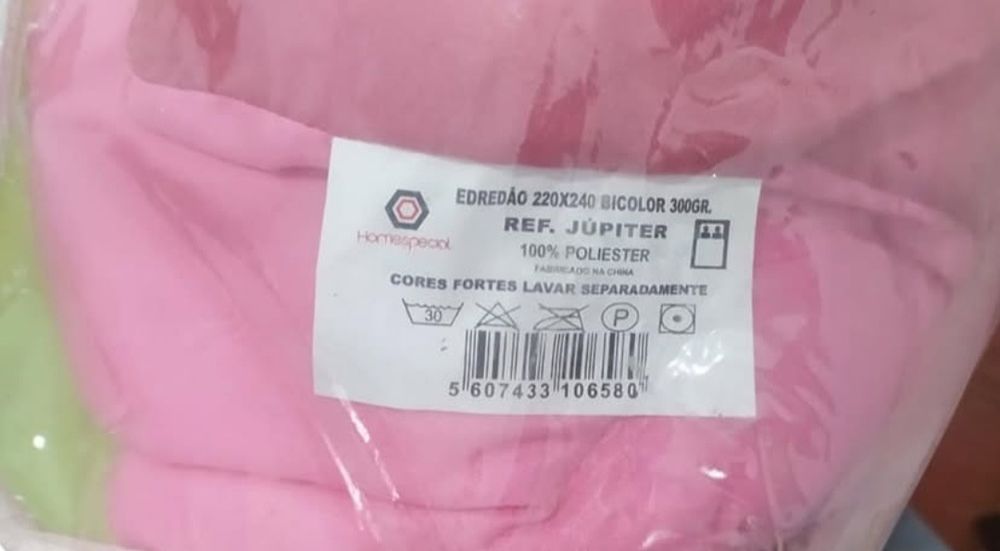 Homespecial
EDREDÃO 220X240 BICOLOR 300GR.
REF. JÚPITER
100% POLIESTER
FABRICADO NA CHINA
CORES FORTES LAVAR SEPARADAMENTE
30
P
5 607433 106580